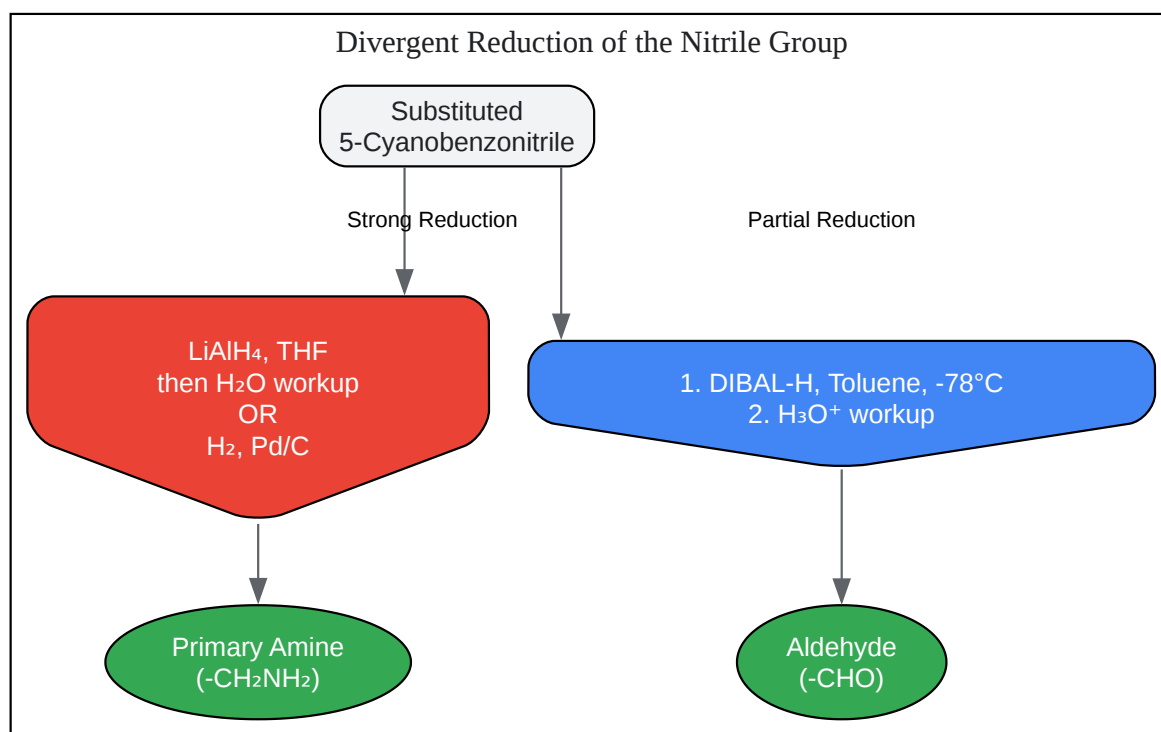 Divergent Reduction of the Nitrile Group
Substituted
5-Cyanobenzonitrile
Strong Reduction
Partial Reduction
LiAlH₄, THF
then H₂O workup
OR
H₂, Pd/C
1. DIBAL-H, Toluene, -78°C
2. H₃O⁺ workup
Primary Amine
(-CH₂NH₂)
Aldehyde
(-CHO)